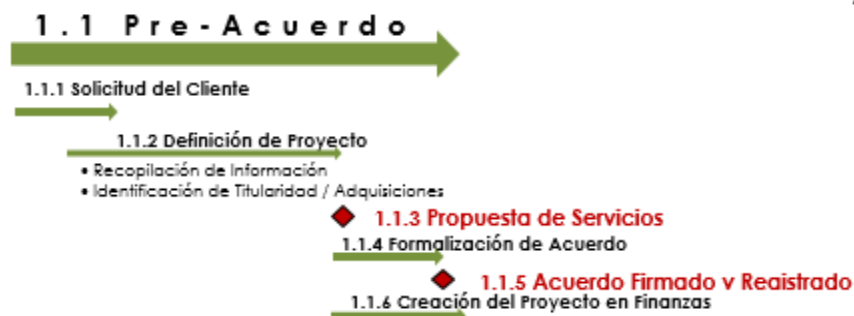 1.1 Pre-Acuerdo
1.1.1 Solicitud del Cliente
1.1.2 Definición de Proyecto
• Recopilación de Información
• Identificación de Titularidad / Adquisiciones
1.1.3 Propuesta de Servicios
1.1.4 Formalización de Acuerdo
1.1.5 Acuerdo Firmado y Registrado
1.1.6 Creación del Proyecto en Finanzas